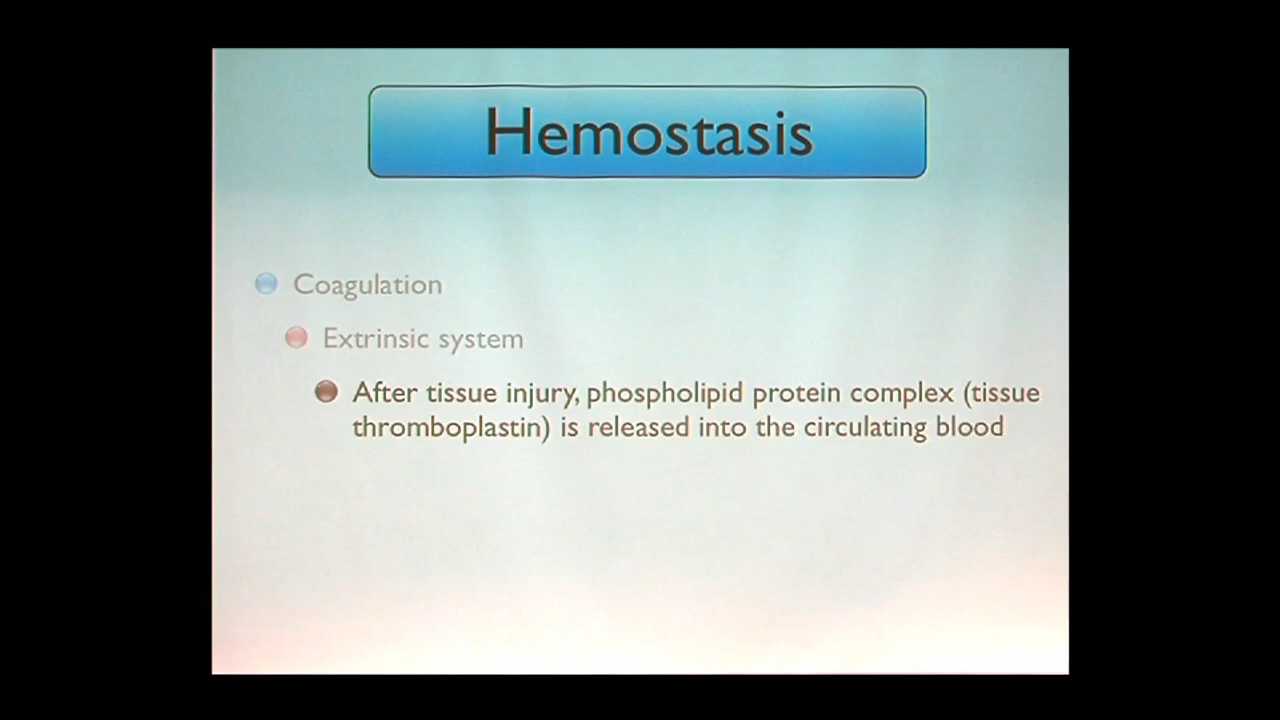 Hemostasis
Coagulation
Extrinsic system
After tissue injury, phospholipid protein complex (tissue
thromboplastin) is released into the circulating blood